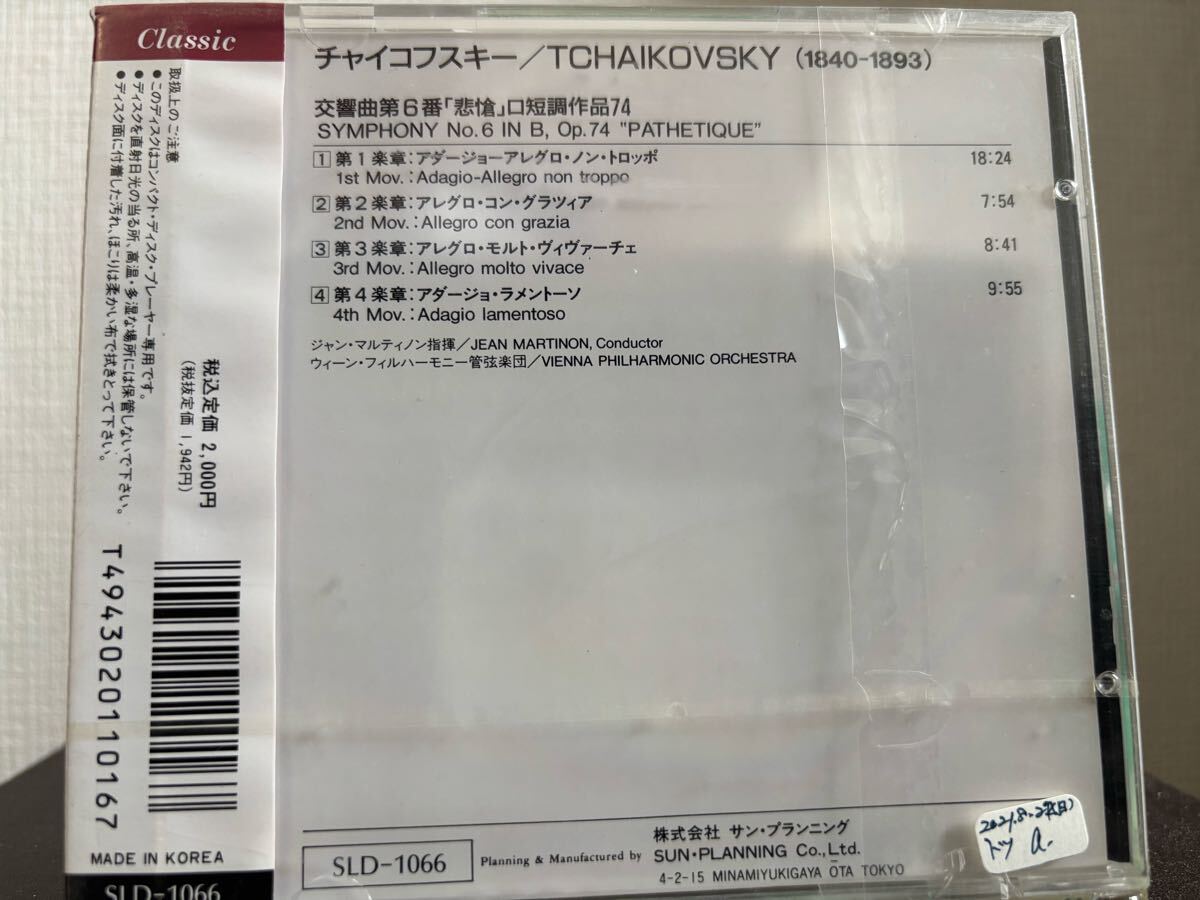 Classic
取扱上のご注意
●このディスクはコンパクト・ディスク・プレーヤー専用です。
●ディスクを直射日光の当る所、高温・多湿な場所には保管しないで下さい。
●ディスク面に付着した汚れ、ほこりは柔かい布で拭きとって下さい。
税込定価 2,000円
(税抜定価 1,942円)
T4943020110167
MADE IN KOREA
SLD-1066
チャイコフスキー/TCHAIKOVSKY (1840-1893)
交響曲第6番「悲愴」ロ短調作品74
SYMPHONY No.6 IN B, Op.74 "PATHETIQUE"
1 第1楽章:アダージョーアレグロ・ノン・トロッポ 18:24
1st Mov.:Adagio-Allegro non troppo
2 第2楽章:アレグロ・コン・グラツィア 7:54
2nd Mov.:Allegro con grazia
3 第3楽章:アレグロ・モルト・ヴィヴァーチェ 8:41
3rd Mov.:Allegro molto vivace
4 第4楽章:アダージョ・ラメントーソ 9:55
4th Mov.:Adagio lamentoso
ジャン・マルティノン指揮/JEAN MARTINON, Conductor
ウィーン・フィルハーモニー管弦楽団/VIENNA PHILHARMONIC ORCHESTRA
SLD-1066
Planning & Manufactured by
株式会社 サン・プランニング
SUN・PLANNING Co.,Ltd.
4-2-15 MINAMIYUKIGAYA ŌTA TOKYO